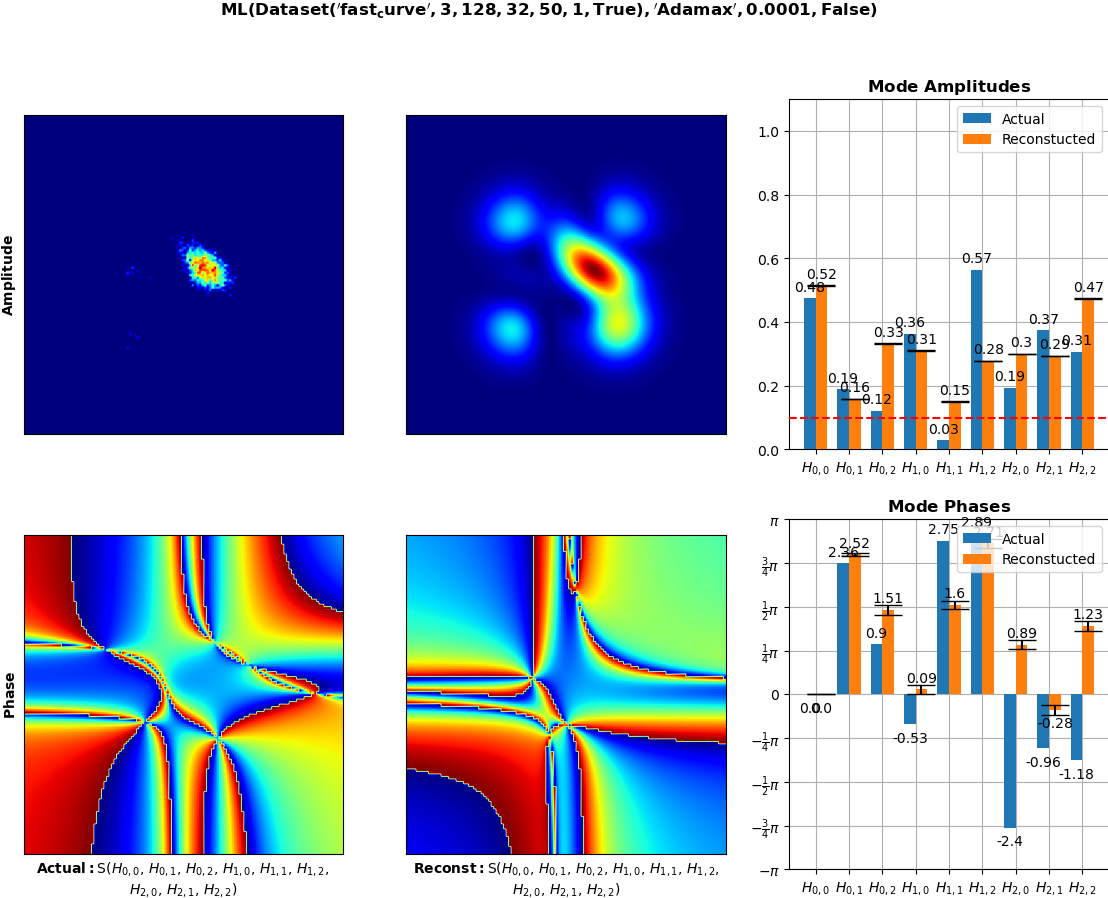 ML(Dataset('fast_curve', 3, 128, 32, 50, 1, True), 'Adamax', 0.0001, False)
Amplitude
Mode Amplitudes
Actual
Reconstucted
1.0
0.8
0.6
0.4
0.2
0.0
0.48
0.52
0.19
0.16
0.12
0.33
0.36
0.31
0.03
0.15
0.57
0.28
0.19
0.3
0.37
0.29
0.31
0.47
H0,0 H0,1 H0,2 H1,0 H1,1 H1,2 H2,0 H2,1 H2,2
Phase
Mode Phases
Actual
Reconstucted
π
3/4π
1/2π
1/4π
0
−1/4π
−1/2π
−3/4π
−π
0.0
0.0
2.36
2.52
0.9
1.51
-0.53
0.09
2.75
1.6
2.89
-2.4
0.89
-0.96
-0.28
-1.18
1.23
H0,0 H0,1 H0,2 H1,0 H1,1 H1,2 H2,0 H2,1 H2,2
Actual: S(H0,0, H0,1, H0,2, H1,0, H1,1, H1,2,
H2,0, H2,1, H2,2)
Reconst: S(H0,0, H0,1, H0,2, H1,0, H1,1, H1,2,
H2,0, H2,1, H2,2)